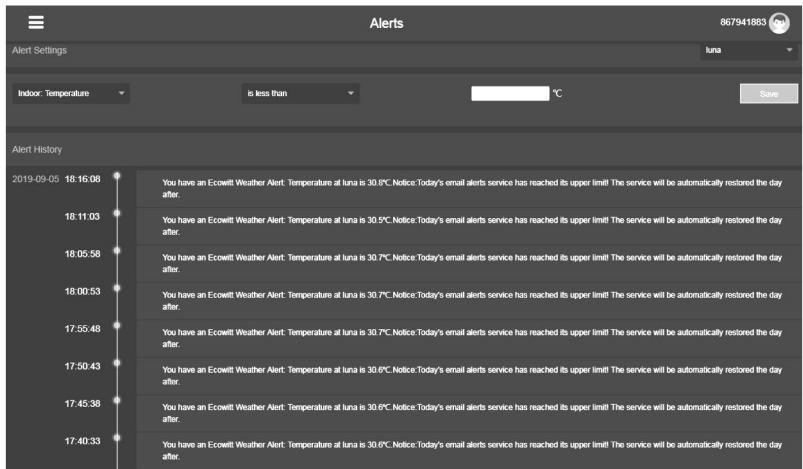 Alerts
867941883
Alert Settings
luna
Indoor: Temperature
is less than
℃
Save
Alert History
2019-09-05 18:16:08
You have an Ecowitt Weather Alert: Temperature at luna is 30.8℃.Notice:Today's email alerts service has reached its upper limit! The service will be automatically restored the day
after.
18:11:03
You have an Ecowitt Weather Alert: Temperature at luna is 30.5℃.Notice:Today's email alerts service has reached its upper limit! The service will be automatically restored the day
after.
18:05:58
You have an Ecowitt Weather Alert: Temperature at luna is 30.7℃.Notice:Today's email alerts service has reached its upper limit! The service will be automatically restored the day
after.
18:00:53
You have an Ecowitt Weather Alert: Temperature at luna is 30.7℃.Notice:Today's email alerts service has reached its upper limit! The service will be automatically restored the day
after.
17:55:48
You have an Ecowitt Weather Alert: Temperature at luna is 30.7℃.Notice:Today's email alerts service has reached its upper limit! The service will be automatically restored the day
after.
17:50:43
You have an Ecowitt Weather Alert: Temperature at luna is 30.6℃.Notice:Today's email alerts service has reached its upper limit! The service will be automatically restored the day
after.
17:45:38
You have an Ecowitt Weather Alert: Temperature at luna is 30.6℃.Notice:Today's email alerts service has reached its upper limit! The service will be automatically restored the day
after.
17:40:33
You have an Ecowitt Weather Alert: Temperature at luna is 30.6℃.Notice:Today's email alerts service has reached its upper limit! The service will be automatically restored the day
after.